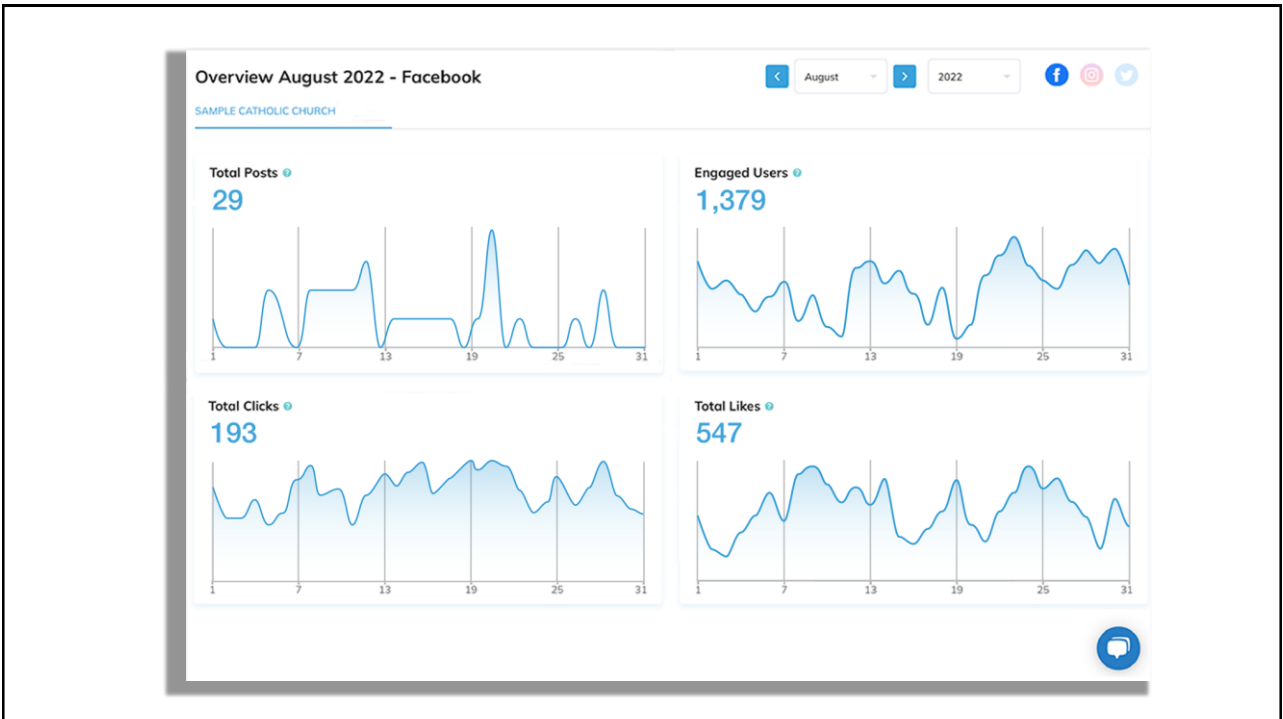 Overview August 2022 - Facebook
August
2022
SAMPLE CATHOLIC CHURCH
Total Posts
29
1 7 13 19 25 31
Engaged Users
1,379
1 7 13 19 25 31
Total Clicks
193
1 7 13 19 25 31
Total Likes
547
1 7 13 19 25 31